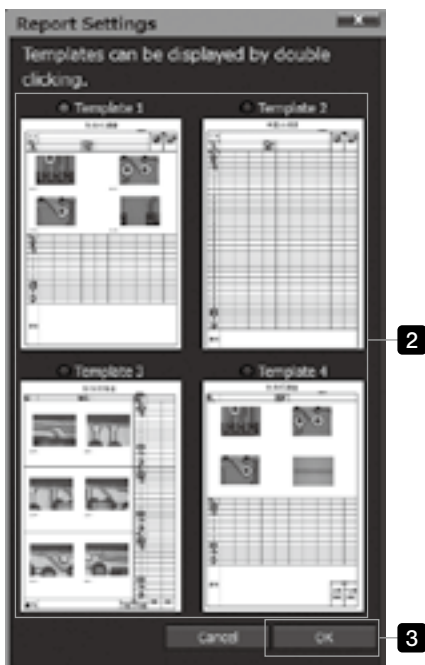 Report Settings
Templates can be displayed by double
clicking.
Template 1
Template 2
2
Template 3
Template 4
Cancel
OK
3